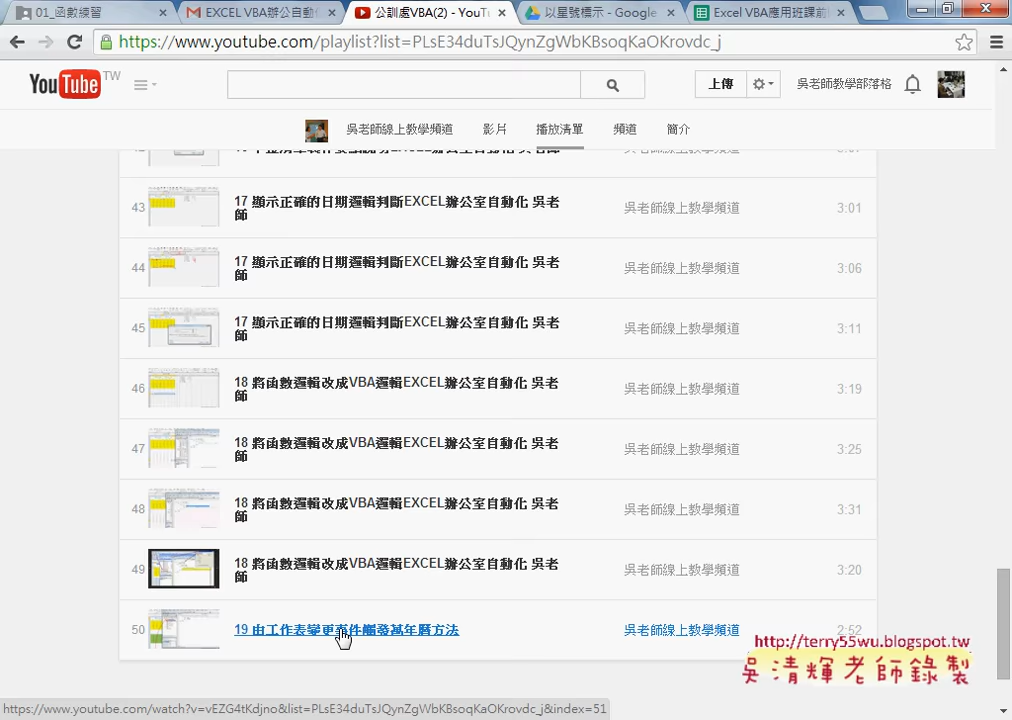 01_函數練習
EXCEL VBA辦公自動化
公訓處VBA(2) - YouTu
以星號標示 - Google
Excel VBA應用班課前
https://www.youtube.com/playlist?list=PLsE34duTsJQynZgWbKBsoqKaOKrovdc_j
YouTube TW
上傳
吳老師教學部落格
吳老師線上教學頻道 影片 播放清單 頻道 簡介
43 17 顯示正確的日期邏輯判斷EXCEL辦公室自動化 吳老師 吳老師線上教學頻道 3:01
44 17 顯示正確的日期邏輯判斷EXCEL辦公室自動化 吳老師 吳老師線上教學頻道 3:06
45 17 顯示正確的日期邏輯判斷EXCEL辦公室自動化 吳老師 吳老師線上教學頻道 3:11
46 18 將函數邏輯改成VBA邏輯EXCEL辦公室自動化 吳老師 吳老師線上教學頻道 3:19
47 18 將函數邏輯改成VBA邏輯EXCEL辦公室自動化 吳老師 吳老師線上教學頻道 3:25
48 18 將函數邏輯改成VBA邏輯EXCEL辦公室自動化 吳老師 吳老師線上教學頻道 3:31
49 18 將函數邏輯改成VBA邏輯EXCEL辦公室自動化 吳老師 吳老師線上教學頻道 3:20
50 19 由工作表變更事件觸發萬年曆方法 吳老師線上教學頻道 2:52
http://terry55wu.blogspot.tw
吳清輝老師錄製
https://www.youtube.com/watch?v=vEZG4tKdjno&list=PLsE34duTsJQynZgWbKBsoqKaOKrovdc_j&index=51